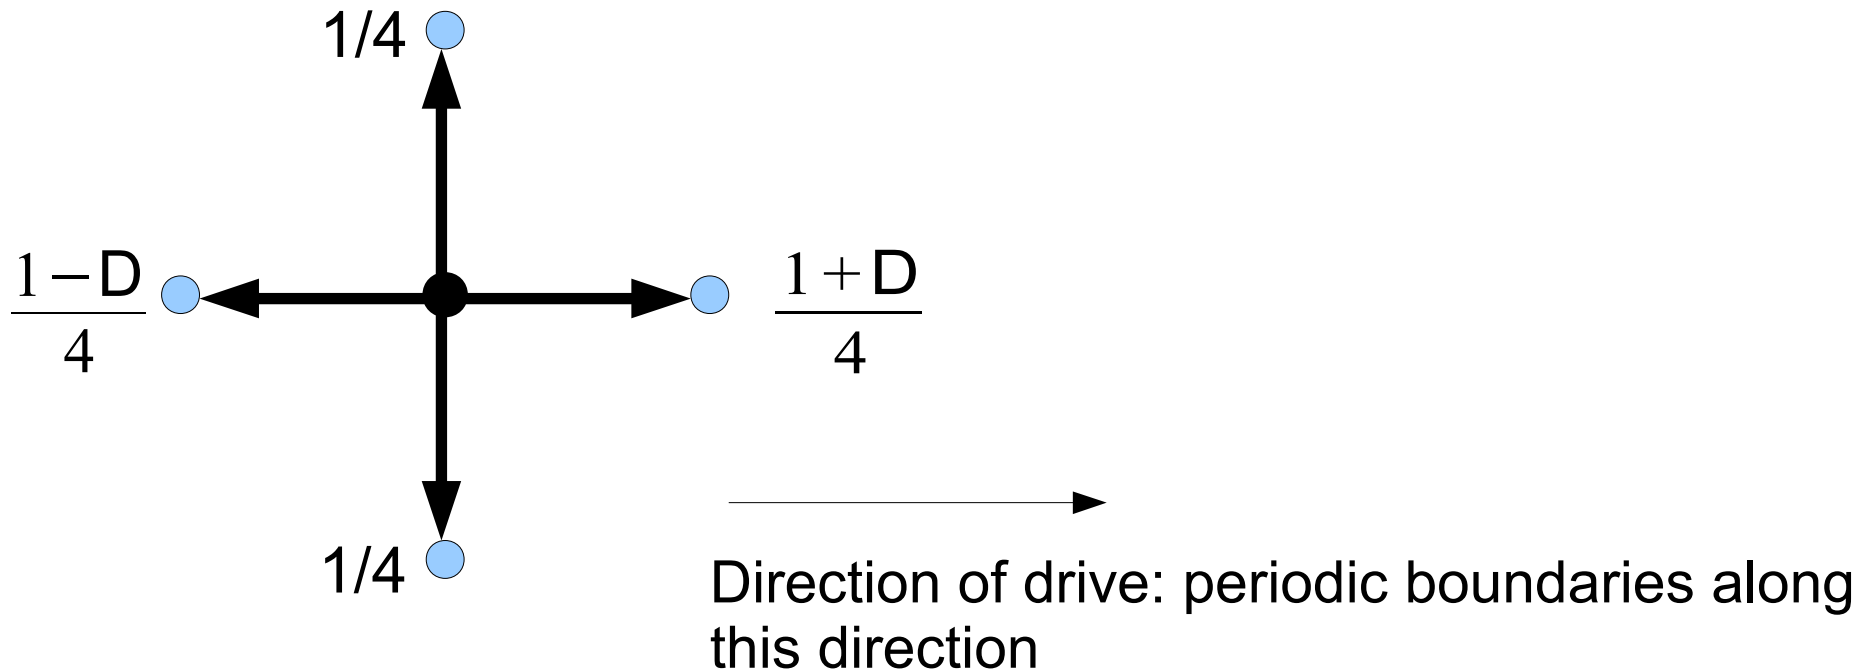 1/4
1−D
4
1+D
4
1/4
Direction of drive: periodic boundaries along
this direction